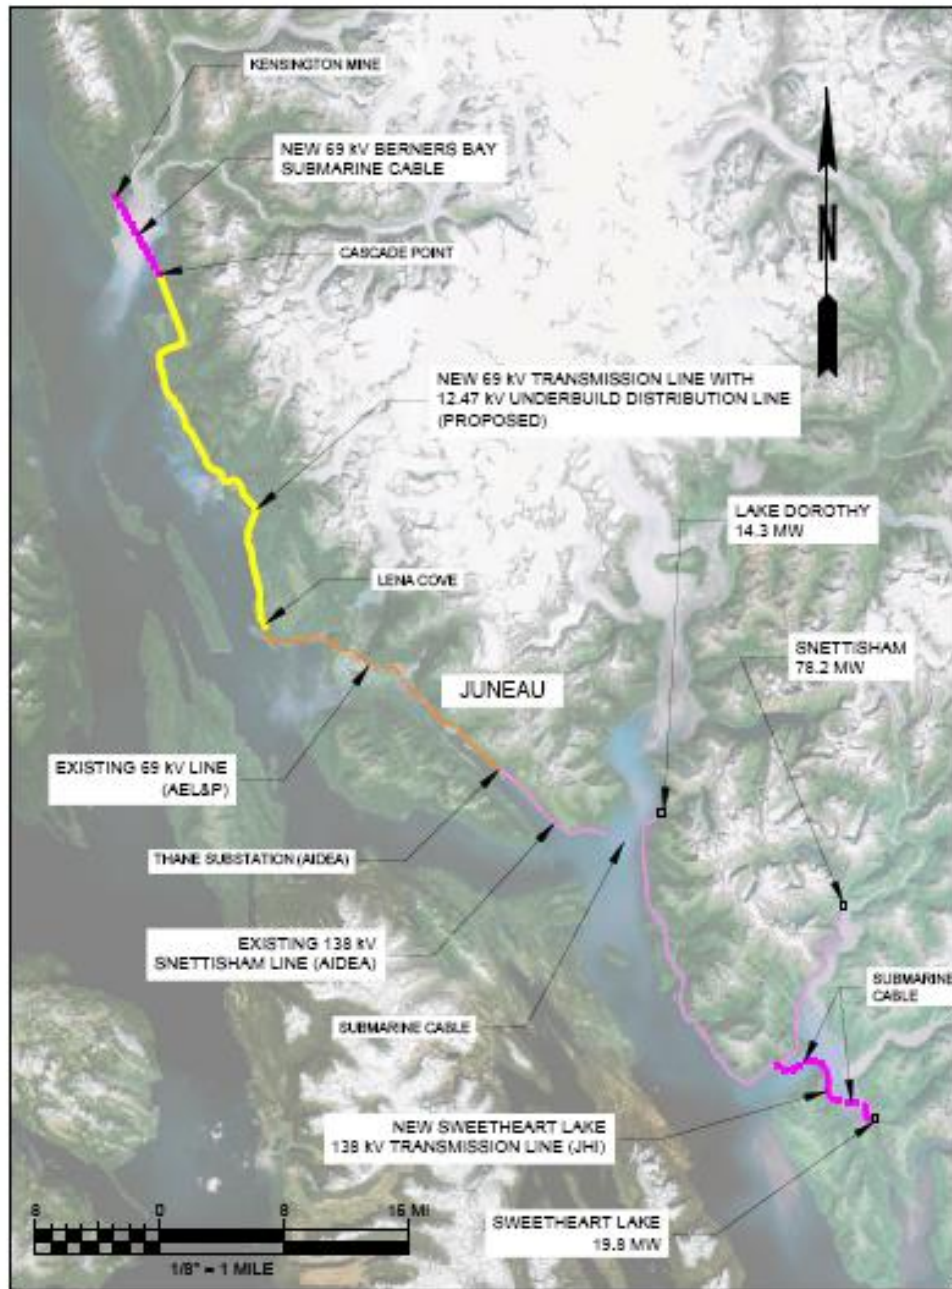 KENSINGTON MINE
NEW 69 kV BERNERS BAY
SUBMARINE CABLE
CASCADE POINT
N
NEW 69 kV TRANSMISSION LINE WITH
12.47 kV UNDERBUILD DISTRIBUTION LINE
(PROPOSED)
LAKE DOROTHY
14.3 MW
LENA COVE
SNETTISHAM
78.2 MW
JUNEAU
EXISTING 69 kV LINE
(AEL&P)
THANE SUBSTATION (AIDEA)
EXISTING 138 kV
SNETTISHAM LINE (AIDEA)
SUBMARINE
CABLE
SUBMARINE CABLE
NEW SWEETHEART LAKE
138 kV TRANSMISSION LINE (JHI)
SWEETHEART LAKE
19.8 MW
8 0 8 16 MI
1/8" = 1 MILE